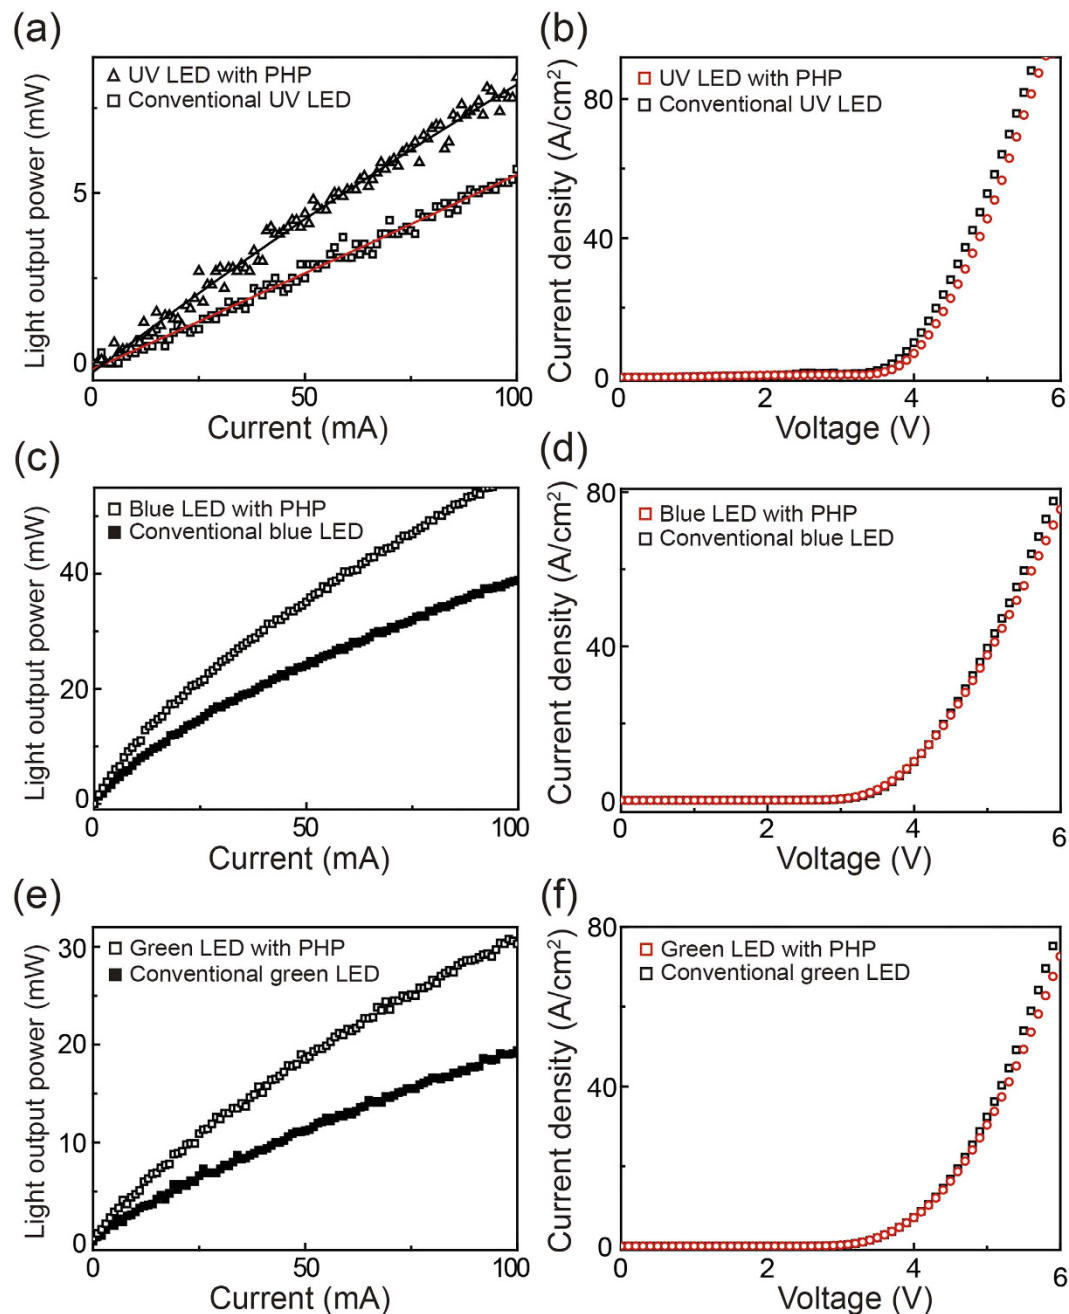 (a)
Light output power (mW)
UV LED with PHP
Conventional UV LED
5
0
0
50
100
Current (mA)
(b)
Current density (A/cm²)
UV LED with PHP
Conventional UV LED
80
40
0
0
2
4
6
Voltage (V)
(c)
Light output power (mW)
Blue LED with PHP
Conventional blue LED
40
20
0
0
50
100
Current (mA)
(d)
Current density (A/cm²)
Blue LED with PHP
Conventional blue LED
80
40
0
0
2
4
6
Voltage (V)
(e)
Light output power (mW)
Green LED with PHP
Conventional green LED
30
20
10
0
0
50
100
Current (mA)
(f)
Current density (A/cm²)
Green LED with PHP
Conventional green LED
80
40
0
0
2
4
6
Voltage (V)